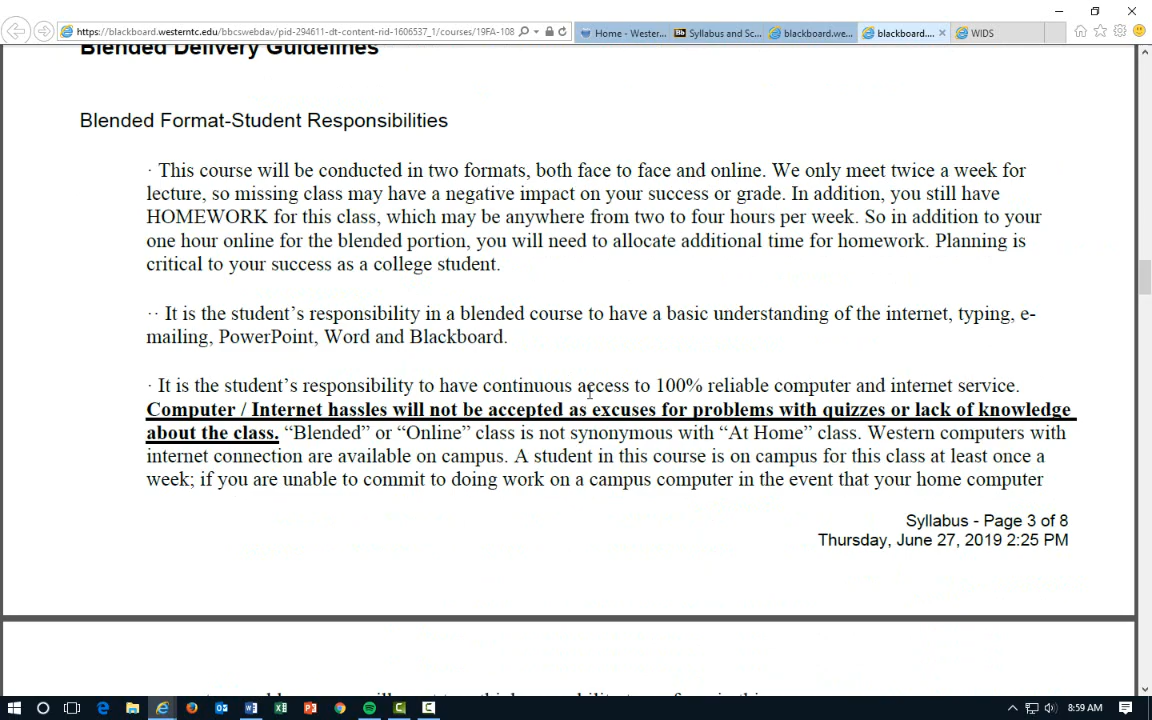 https://blackboard.westerntc.edu/bbcswebdav/pid-294611-dt-content-rid-1606537_1/courses/19FA-108
Home - Wester...
Bb Syllabus and Sc...
blackboard.we...
blackboard....
WIDS
Blended Delivery Guidelines
Blended Format-Student Responsibilities
· This course will be conducted in two formats, both face to face and online. We only meet twice a week for
lecture, so missing class may have a negative impact on your success or grade. In addition, you still have
HOMEWORK for this class, which may be anywhere from two to four hours per week. So in addition to your
one hour online for the blended portion, you will need to allocate additional time for homework. Planning is
critical to your success as a college student.
·· It is the student’s responsibility in a blended course to have a basic understanding of the internet, typing, e-
mailing, PowerPoint, Word and Blackboard.
· It is the student’s responsibility to have continuous access to 100% reliable computer and internet service.
Computer / Internet hassles will not be accepted as excuses for problems with quizzes or lack of knowledge
about the class. “Blended” or “Online” class is not synonymous with “At Home” class. Western computers with
internet connection are available on campus. A student in this course is on campus for this class at least once a
week; if you are unable to commit to doing work on a campus computer in the event that your home computer
Syllabus - Page 3 of 8
Thursday, June 27, 2019 2:25 PM
8:59 AM